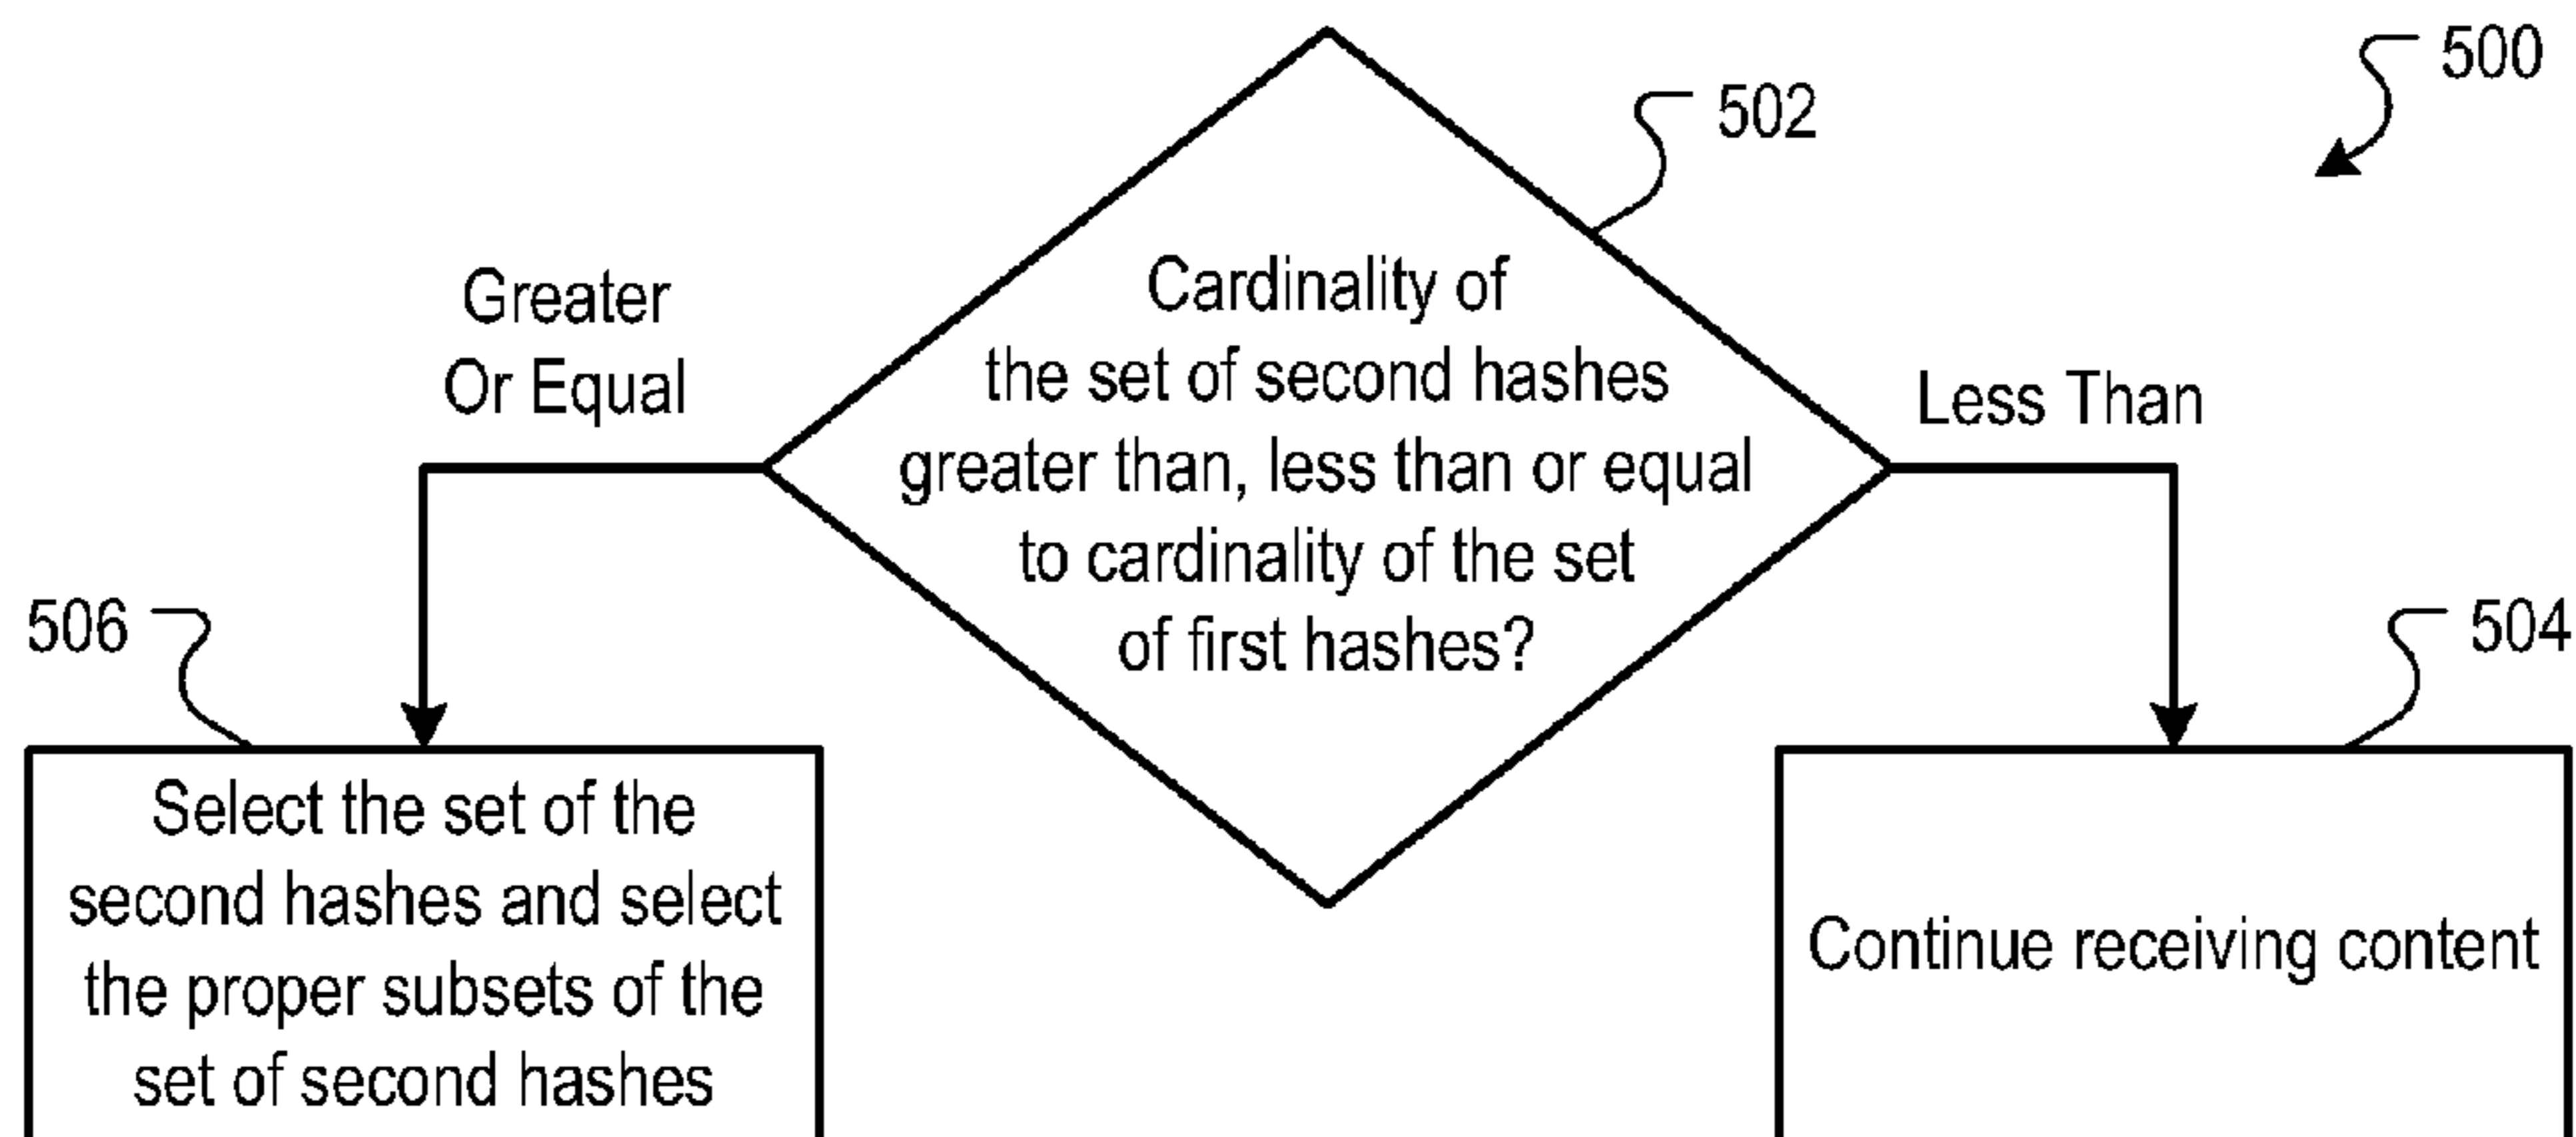 500
502
Cardinality of
the set of second hashes
greater than, less than or equal
to cardinality of the set
of first hashes?
Greater
Or Equal
Less Than
506
504
Select the set of the
second hashes and select
the proper subsets of the
set of second hashes
Continue receiving content